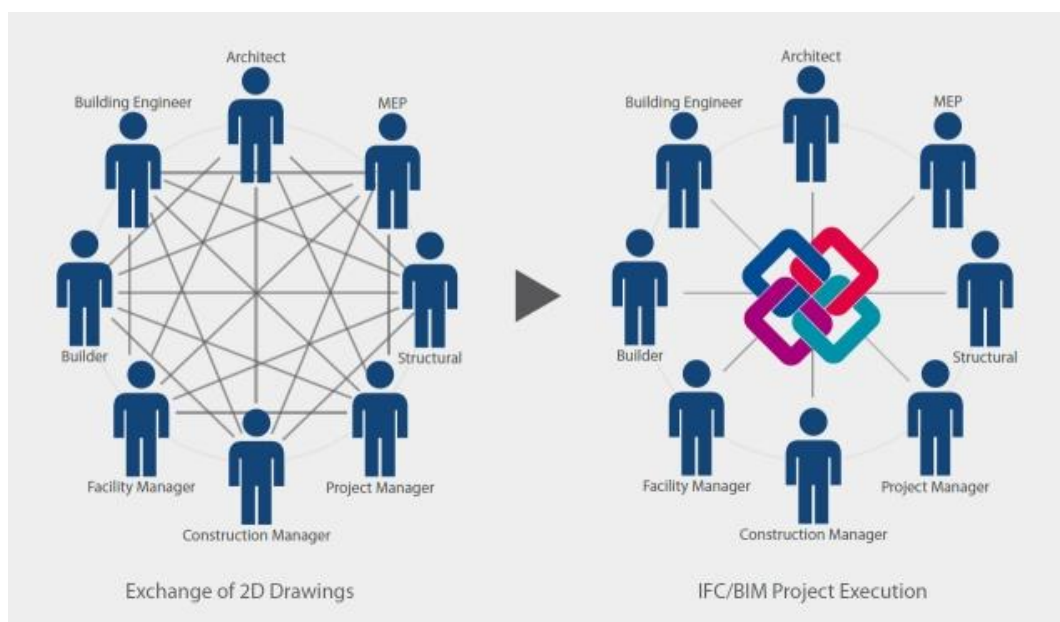 Architect
Building Engineer
MEP
Builder
Structural
Facility Manager
Project Manager
Construction Manager
Exchange of 2D Drawings
Architect
Building Engineer
MEP
Builder
Structural
Facility Manager
Project Manager
Construction Manager
IFC/BIM Project Execution